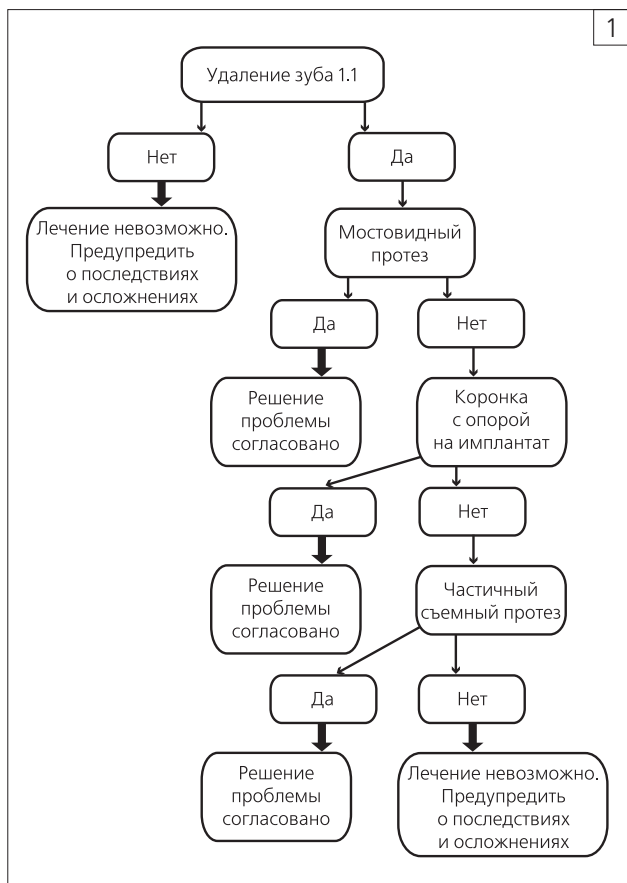 1
Удаление зуба 1.1
Нет
Да
Лечение невозможно.
Предупредить
о последствиях
и осложнениях
Мостовидный
протез
Да
Нет
Решение
проблемы
согласовано
Коронка
с опорой
на имплантат
Да
Нет
Решение
проблемы
согласовано
Частичный
съемный протез
Да
Нет
Решение
проблемы
согласовано
Лечение невозможно.
Предупредить
о последствиях
и осложнениях